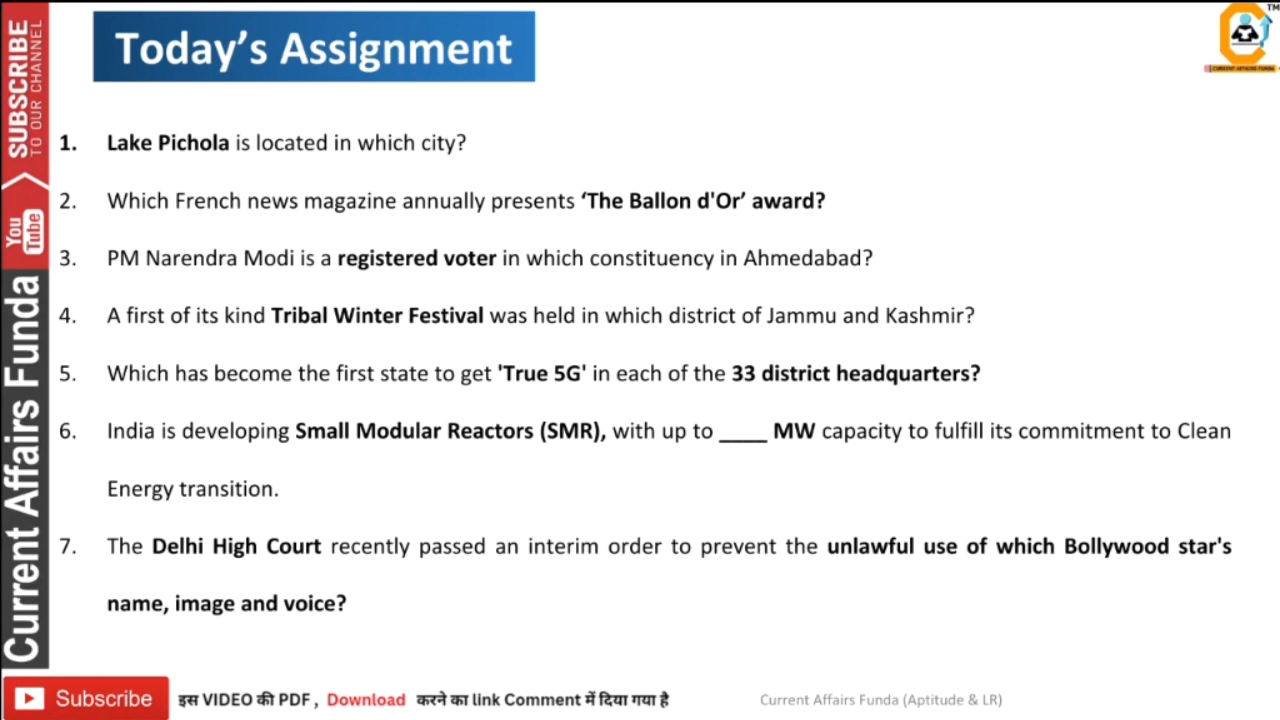 Today's Assignment
TM
CURRENT AFFAIRS FUNDA
SUBSCRIBE
TO OUR CHANNEL
You
Tube
Current Affairs Funda
1. Lake Pichola is located in which city?
2. Which French news magazine annually presents ‘The Ballon d'Or’ award?
3. PM Narendra Modi is a registered voter in which constituency in Ahmedabad?
4. A first of its kind Tribal Winter Festival was held in which district of Jammu and Kashmir?
5. Which has become the first state to get 'True 5G' in each of the 33 district headquarters?
6. India is developing Small Modular Reactors (SMR), with up to ____ MW capacity to fulfill its commitment to Clean
Energy transition.
7. The Delhi High Court recently passed an interim order to prevent the unlawful use of which Bollywood star's
name, image and voice?
Subscribe
इस VIDEO की PDF , Download करने का link Comment में दिया गया है
Current Affairs Funda (Aptitude & LR)